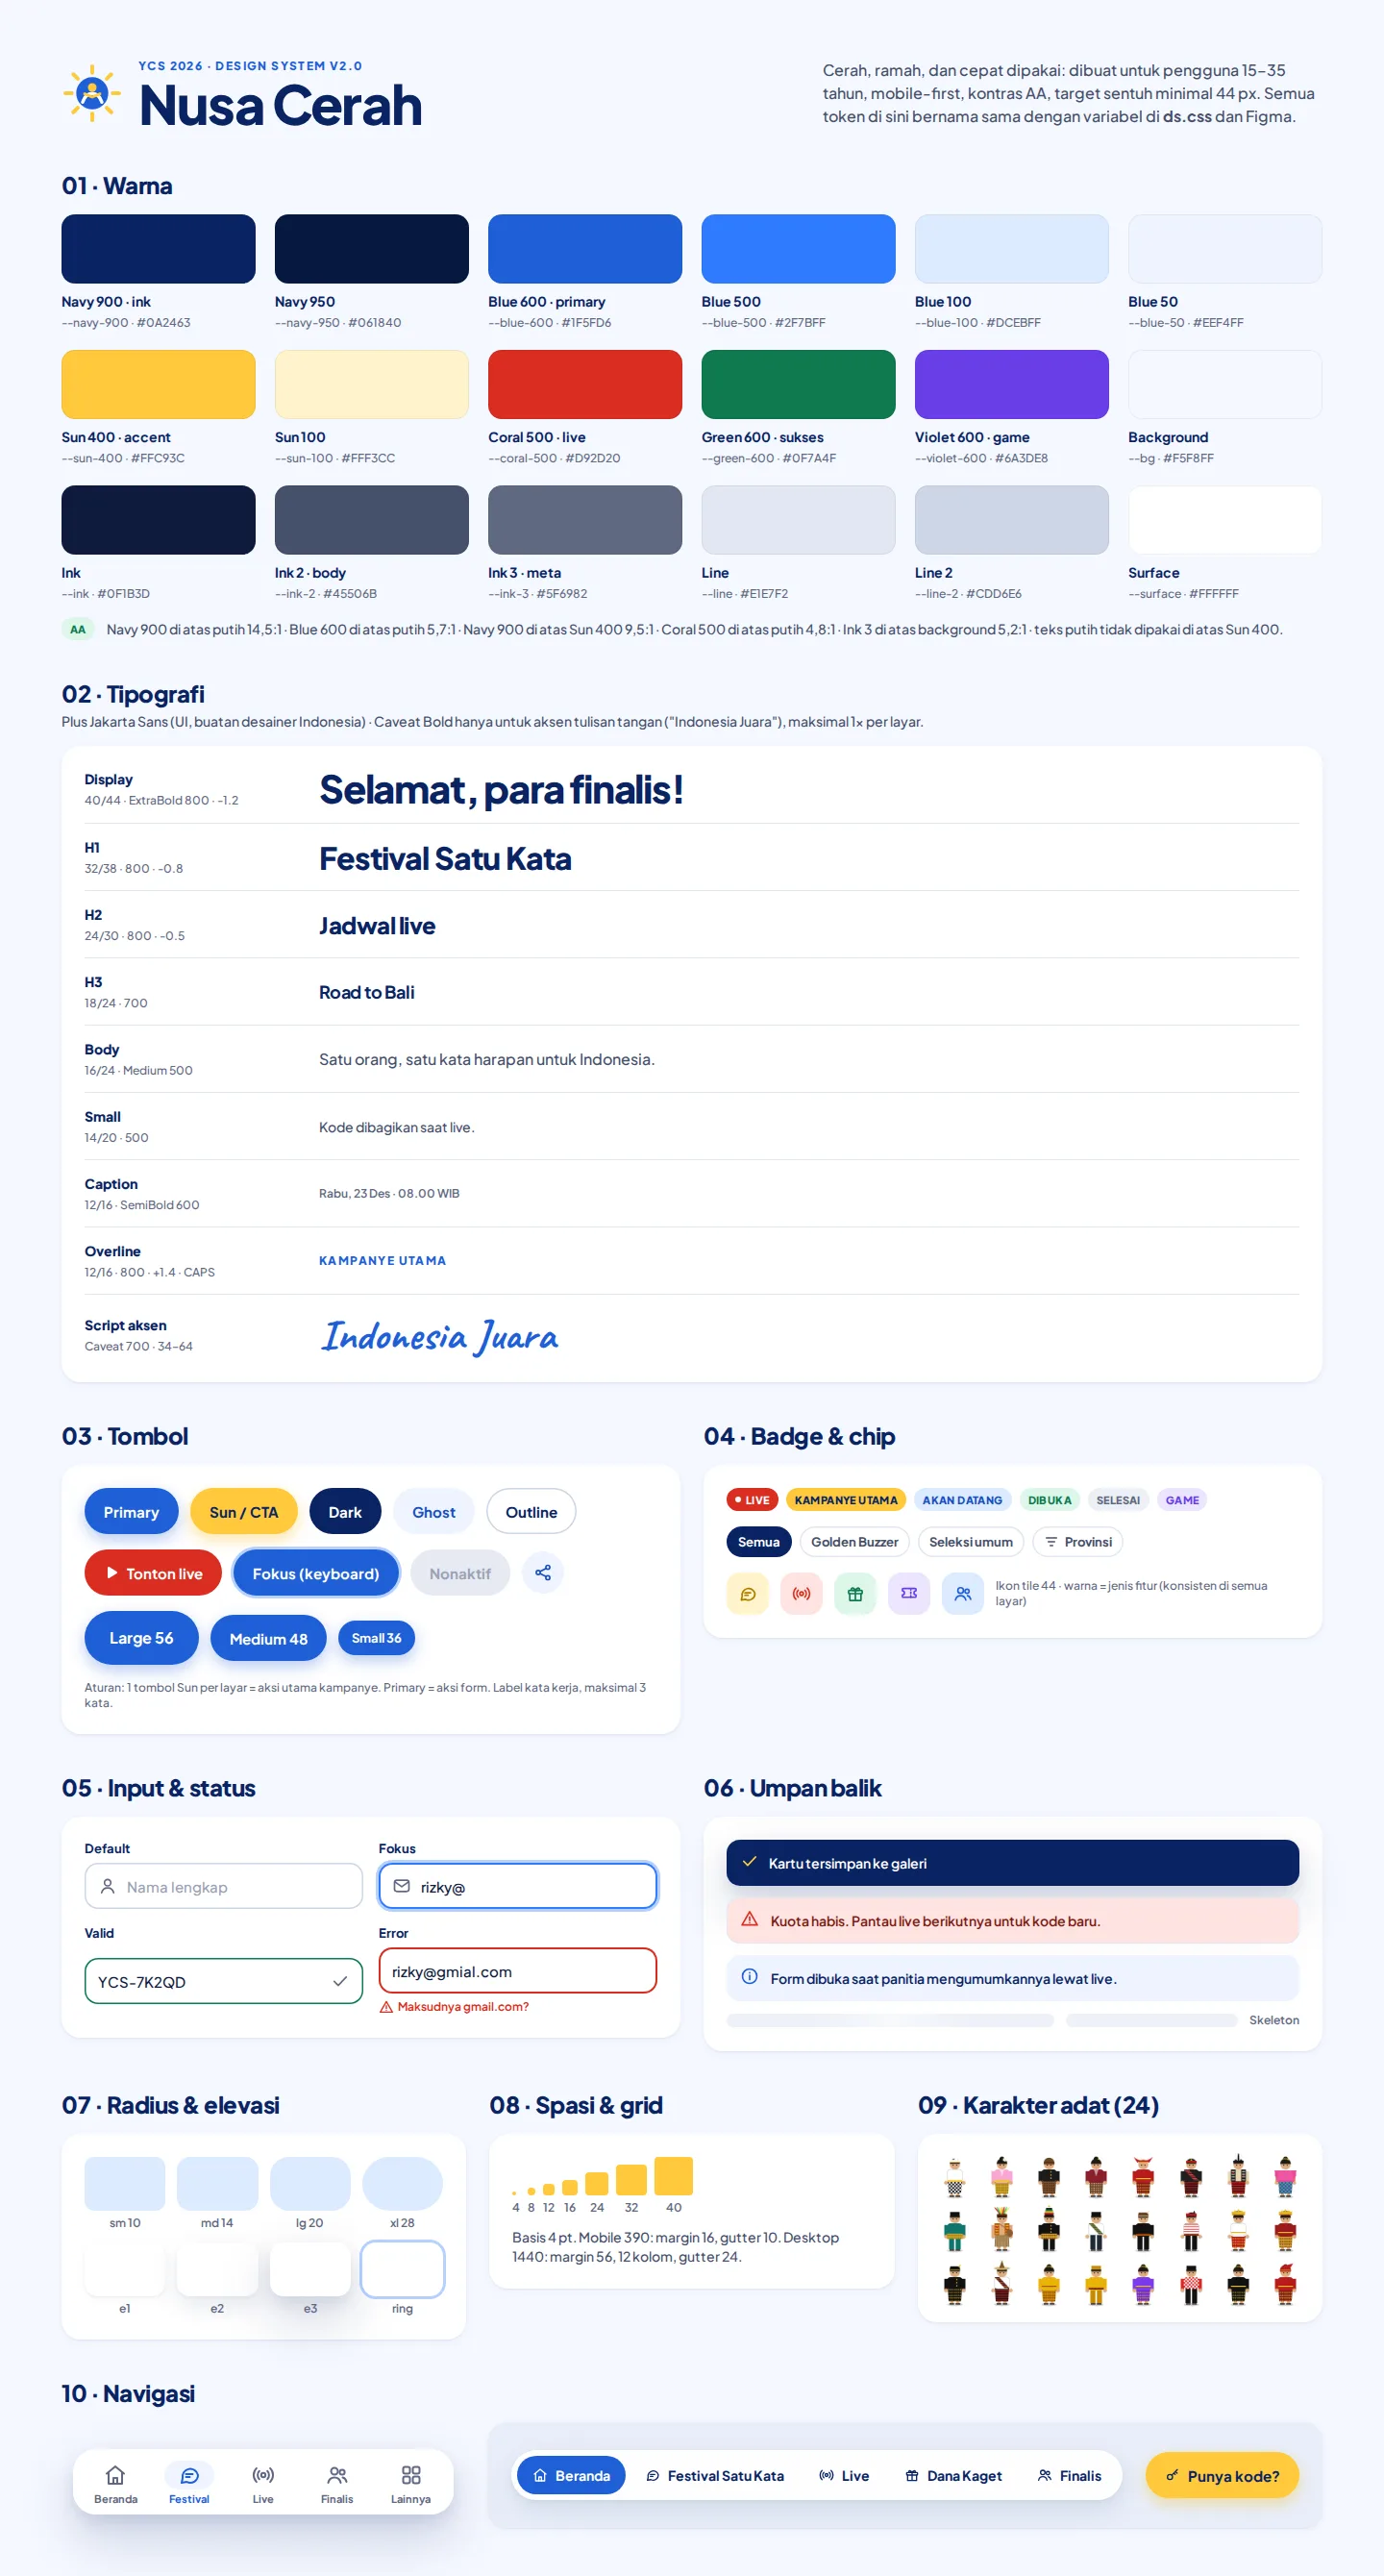 YCS 2026 · DESIGN SYSTEM V2.0
Nusa Cerah
Cerah, ramah, dan cepat dipakai: dibuat untuk pengguna 15–35
tahun, mobile-first, kontras AA, target sentuh minimal 44 px. Semua
token di sini bernama sama dengan variabel di ds.css dan Figma.
01 · Warna
Navy 900 · ink
--navy-900 · #0A2463
Navy 950
--navy-950 · #061840
Blue 600 · primary
--blue-600 · #1F5FD6
Blue 500
--blue-500 · #2F7BFF
Blue 100
--blue-100 · #DCEBFF
Blue 50
--blue-50 · #EEF4FF
Sun 400 · accent
--sun-400 · #FFC93C
Sun 100
--sun-100 · #FFF3CC
Coral 500 · live
--coral-500 · #D92D20
Green 600 · sukses
--green-600 · #0F7A4F
Violet 600 · game
--violet-600 · #6A3DE8
Background
--bg · #F5F8FF
Ink
--ink · #0F1B3D
Ink 2 · body
--ink-2 · #45506B
Ink 3 · meta
--ink-3 · #5F6982
Line
--line · #E1E7F2
Line 2
--line-2 · #CDD6E6
Surface
--surface · #FFFFFF
AA Navy 900 di atas putih 14,5:1 · Blue 600 di atas putih 5,7:1 · Navy 900 di atas Sun 400 9,5:1 · Coral 500 di atas putih 4,8:1 · Ink 3 di atas background 5,2:1 · teks putih tidak dipakai di atas Sun 400.
02 · Tipografi
Plus Jakarta Sans (UI, buatan desainer Indonesia) · Caveat Bold hanya untuk aksen tulisan tangan ("Indonesia Juara"), maksimal 1× per layar.
Display
40/44 · ExtraBold 800 · -1.2
Selamat, para finalis!
H1
32/38 · 800 · -0.8
Festival Satu Kata
H2
24/30 · 800 · -0.5
Jadwal live
H3
18/24 · 700
Road to Bali
Body
16/24 · Medium 500
Satu orang, satu kata harapan untuk Indonesia.
Small
14/20 · 500
Kode dibagikan saat live.
Caption
12/16 · SemiBold 600
Rabu, 23 Des · 08.00 WIB
Overline
12/16 · 800 · +1.4 · CAPS
KAMPANYE UTAMA
Script aksen
Caveat 700 · 34–64
Indonesia Juara
03 · Tombol
Primary
Sun / CTA
Dark
Ghost
Outline
Tonton live
Fokus (keyboard)
Nonaktif
Large 56
Medium 48
Small 36
Aturan: 1 tombol Sun per layar = aksi utama kampanye. Primary = aksi form. Label kata kerja, maksimal 3
kata.
04 · Badge & chip
LIVE
KAMPANYE UTAMA
AKAN DATANG
DIBUKA
SELESAI
GAME
Semua
Golden Buzzer
Seleksi umum
Provinsi
Ikon tile 44 · warna = jenis fitur (konsisten di semua
layar)
05 · Input & status
Default
Nama lengkap
Fokus
rizky@
Valid
YCS-7K2QD
Error
rizky@gmial.com
Maksudnya gmail.com?
06 · Umpan balik
Kartu tersimpan ke galeri
Kuota habis. Pantau live berikutnya untuk kode baru.
Form dibuka saat panitia mengumumkannya lewat live.
Skeleton
07 · Radius & elevasi
sm 10
md 14
lg 20
xl 28
e1
e2
e3
ring
08 · Spasi & grid
4 8 12 16 24 32 40
Basis 4 pt. Mobile 390: margin 16, gutter 10. Desktop
1440: margin 56, 12 kolom, gutter 24.
09 · Karakter adat (24)
10 · Navigasi
Beranda
Festival
Live
Finalis
Lainnya
Beranda
Festival Satu Kata
Live
Dana Kaget
Finalis
Punya kode?